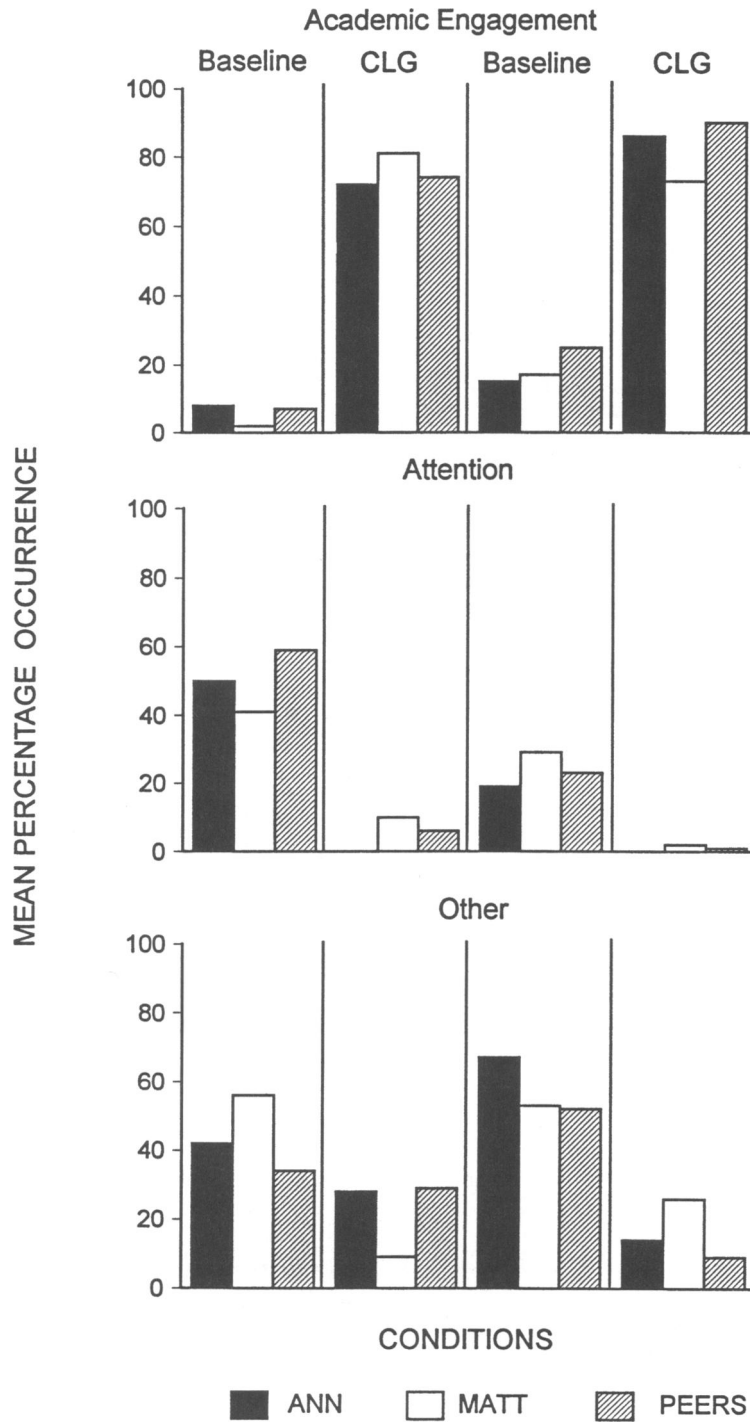 Academic Engagement
Baseline CLG Baseline CLG
100
80
60
40
20
0
Attention
100
80
60
40
20
0
Other
100
80
60
40
20
0
MEAN PERCENTAGE OCCURRENCE
CONDITIONS
ANN MATT PEERS